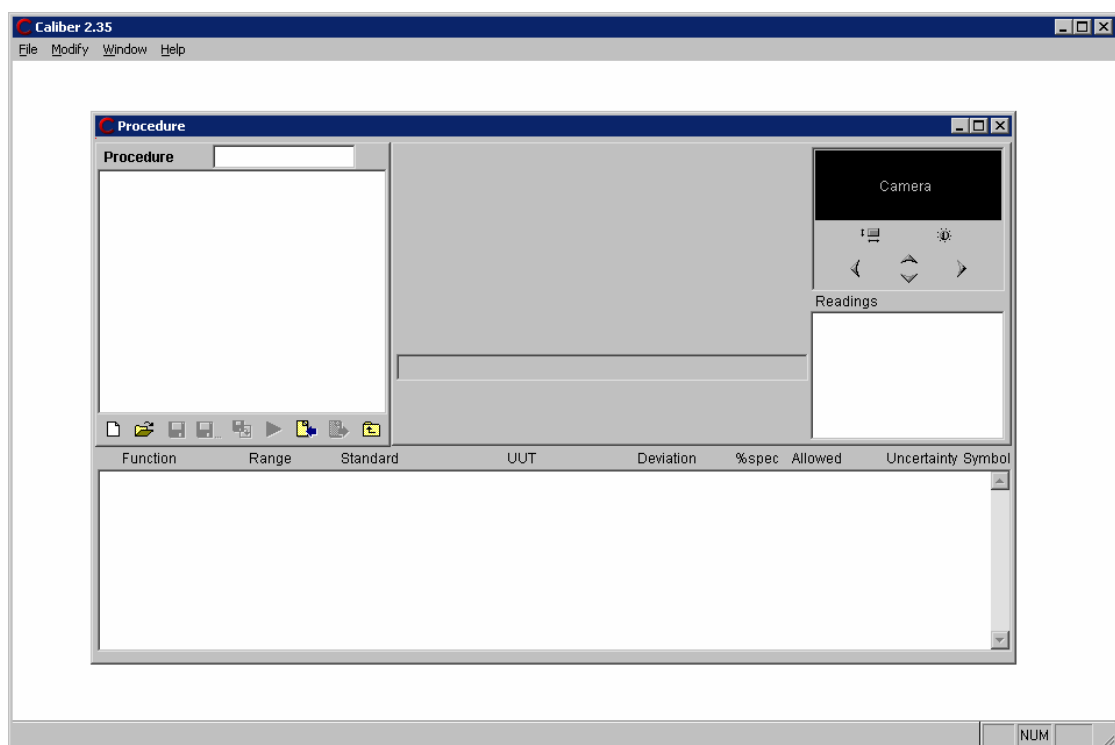 Caliber 2.35
File Modify Window Help
Procedure
Procedure
Camera
Readings
Function Range Standard UUT Deviation %spec Allowed Uncertainty Symbol
NUM